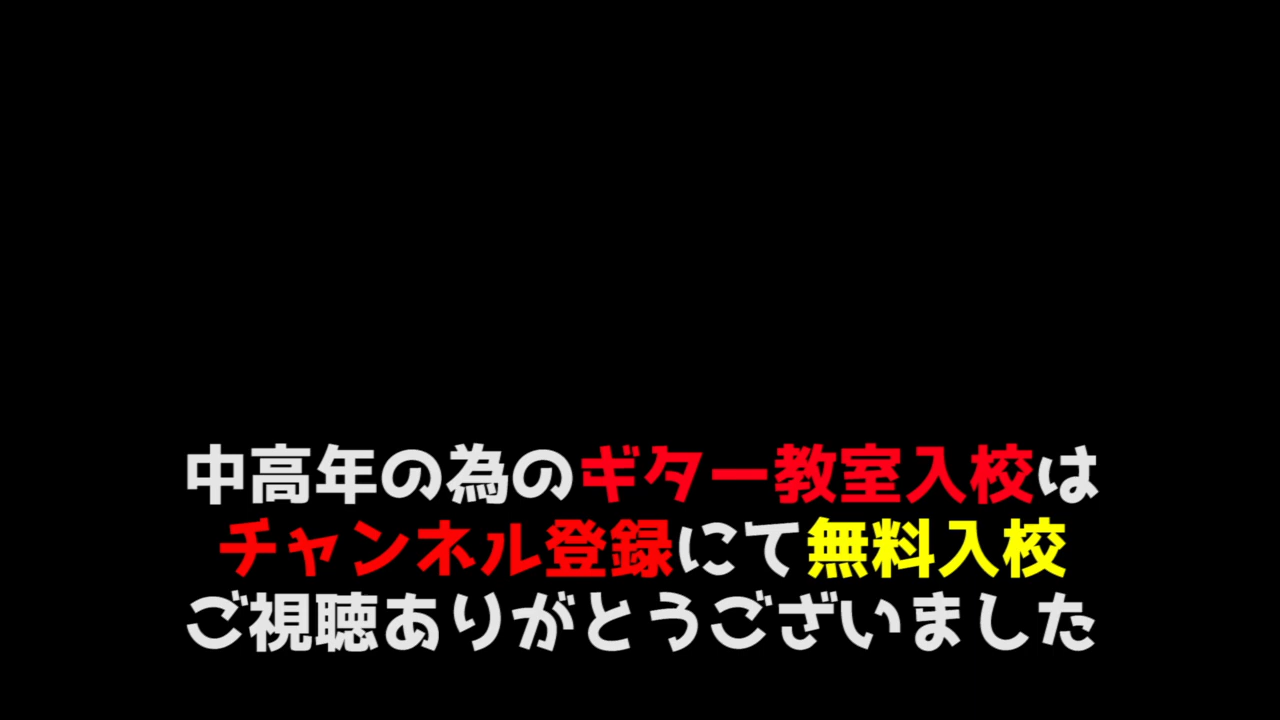 中高年の為のギター教室入校は
チャンネル登録にて無料入校
ご視聴ありがとうございました